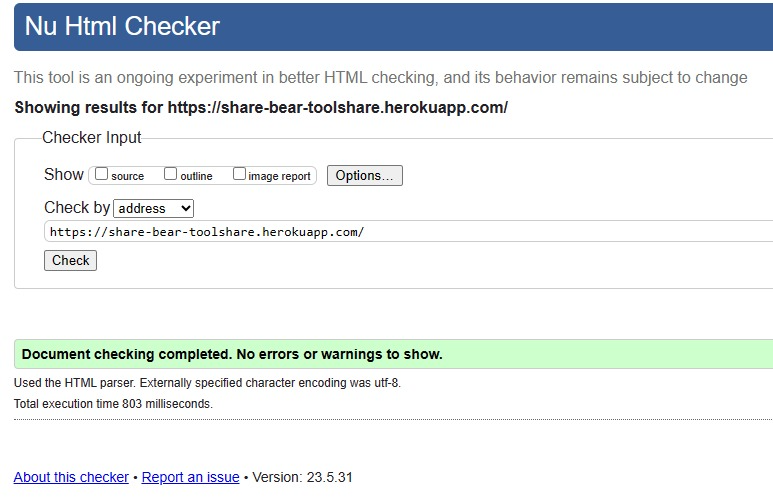 Nu Html Checker
This tool is an ongoing experiment in better HTML checking, and its behavior remains subject to change
Showing results for https://share-bear-toolshare.herokuapp.com/
Checker Input
Show source outline image report Options...
Check by address
https://share-bear-toolshare.herokuapp.com/
Check
Document checking completed. No errors or warnings to show.
Used the HTML parser. Externally specified character encoding was utf-8.
Total execution time 803 milliseconds.
About this checker • Report an issue • Version: 23.5.31